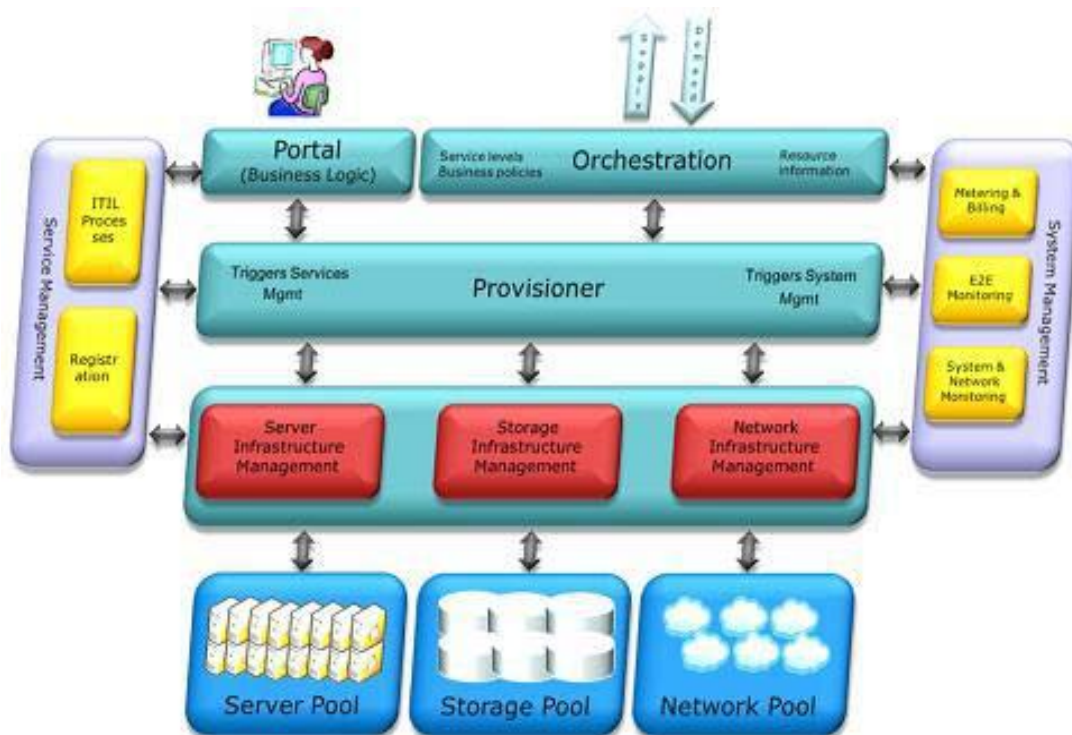 Supply
Demand
Portal
(Business Logic)
Service levels
Business policies
Orchestration
Resource
information
Service Management
ITIL
Proces
ses
Registr
ation
Triggers Services
Mgmt
Provisioner
Triggers System
Mgmt
Metering &
Billing
E2E
Monitoring
System &
Network
Monitoring
System Management
Server
Infrastructure
Management
Storage
Infrastructure
Management
Network
Infrastructure
Management
Server Pool
Storage Pool
Network Pool